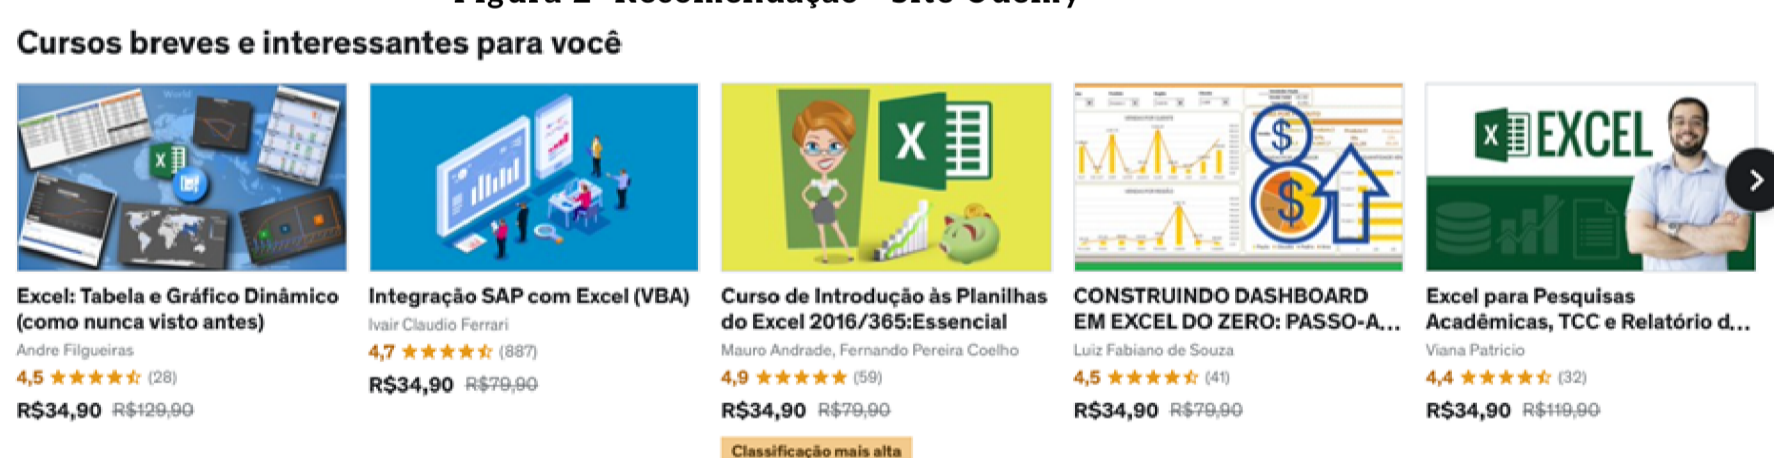 Cursos breves e interessantes para você
World
X
X
X EXCEL
Excel: Tabela e Gráfico Dinâmico
(como nunca visto antes)
Andre Filgueiras
4,5 (28)
R$34,90 R$129,90
Integração SAP com Excel (VBA)
Ivair Claudio Ferrari
4,7 (887)
R$34,90 R$79,90
Curso de Introdução às Planilhas
do Excel 2016/365:Essencial
Mauro Andrade, Fernando Pereira Coelho
4,9 (59)
R$34,90 R$79,90
Classificação mais alta
CONSTRUINDO DASHBOARD
EM EXCEL DO ZERO: PASSO-A...
Luiz Fabiano de Souza
4,5 (41)
R$34,90 R$79,90
Excel para Pesquisas
Acadêmicas, TCC e Relatório d...
Viana Patricio
4,4 (32)
R$34,90 R$119,90